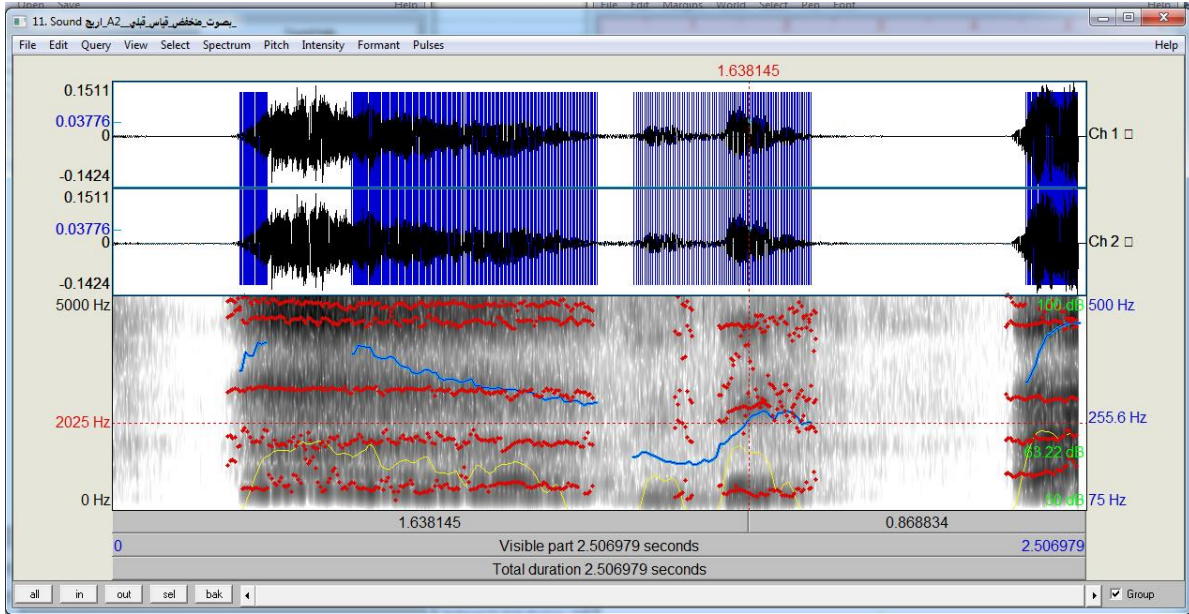 11. Sound اريج_A2__بصوت_منخفض_قياس_قبلي_
File Edit Query View Select Spectrum Pitch Intensity Formant Pulses Help
1.638145
0.1511
0.03776
0
-0.1424
Ch 1
0.1511
0.03776
0
-0.1424
Ch 2
5000 Hz 100 dB 500 Hz
2025 Hz 255.6 Hz
63.22 dB
0 Hz 50 dB 75 Hz
1.638145 0.868834
0 Visible part 2.506979 seconds 2.506979
Total duration 2.506979 seconds
all in out sel bak Group